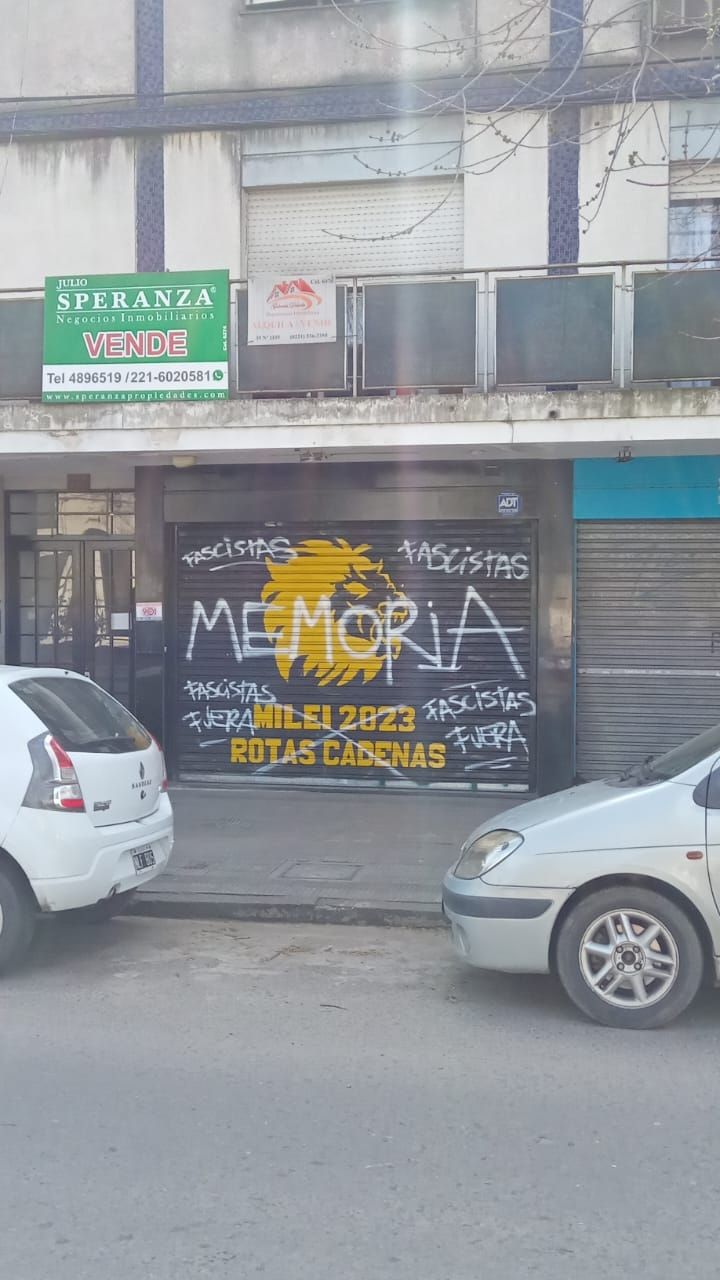 JULIO
SPERANZA
Negocios Inmobiliarios
VENDE
Tel 4896519 / 221-6020581
www.speranzapropiedades.com
ALQUILA VENDE
ADT
FASCISTAS
FASCISTAS
MEMORiA
FASCISTAS
FUERA
FASCISTAS
FUERA
MILEI 2023
ROTAS CADENAS
SANDERO